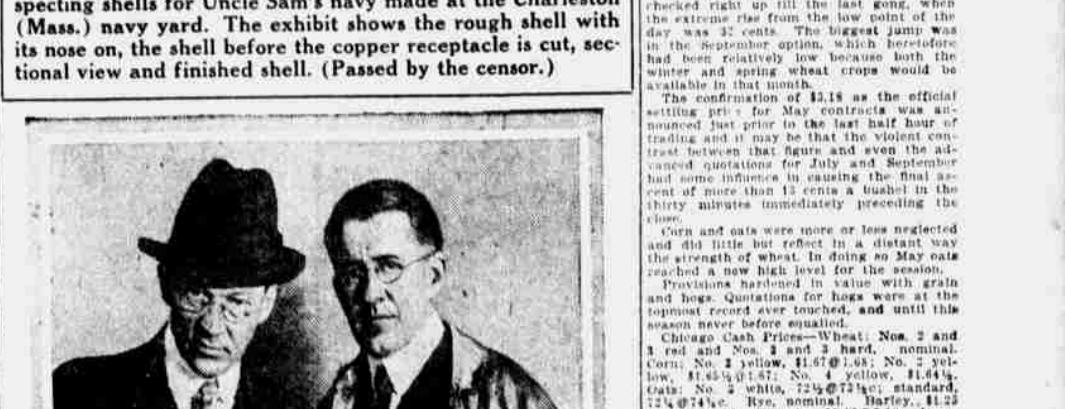 specting shells for Uncle Sam's navy made at the Charleston
(Mass.) navy yard. The exhibit shows the rough shell with
its nose on, the shell before the copper receptacle is cut, sec-
tional view and finished shell. (Passed by the censor.)
checked right up till the last gong, when
the extreme rise from the low point of the
day was 32 cents. The biggest jump was
in the September option, which heretofore
had been relatively low because both the
winter and spring wheat crops would be
available in that month.
The confirmation of $3.18 as the official
settling price for May contracts was an-
nounced just prior to the last half hour of
trading and it may be that the violent con-
trast between that figure and even the ad-
vanced quotations for July and September
had some influence in causing the final as-
cent of more than 13 cents a bushel in the
thirty minutes immediately preceding the
close.
Corn and oats were more or less neglected
and did little but reflect in a distant way
the strength of wheat. In doing so May oats
reached a new high level for the session.
Provisions hardened in value with grain
and hogs. Quotations for hogs were at the
topmost record ever touched, and until this
season never before equalled.
Chicago Cash Prices—Wheat: Nos. 2 and
3 red and Nos. 2 and 3 hard, nominal.
Corn: No. 2 yellow, $1.67@1.68; No. 3 yel-
low, $1.65½@1.67; No. 4 yellow, $1.64½.
Oats: No. 3 white, standard,
Rye, nominal. Barley, $1.25